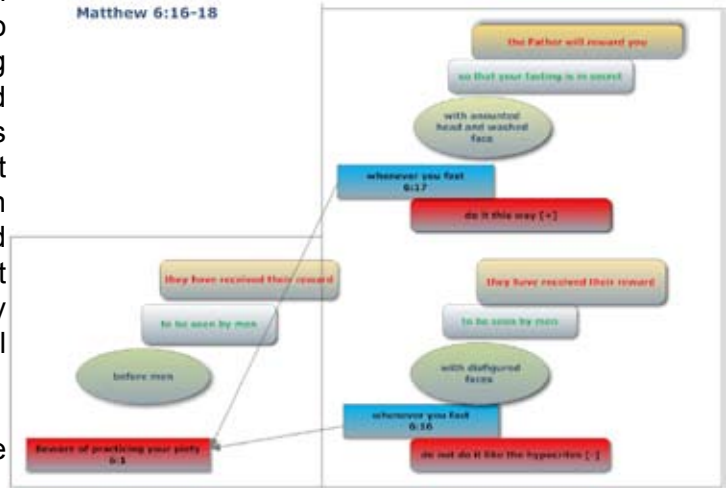 Matthew 6:16-18
the Father will reward you
so that your fasting is in secret
with anointed
head and washed
face
whenever you fast
6:17
do it this way [+]
they have received their reward
to be seen by men
before men
Beware of practicing your piety
6:1
they have received their reward
to be seen by men
with disfigured
faces
whenever you fast
6:16
do not do it like the hypocrites [-]